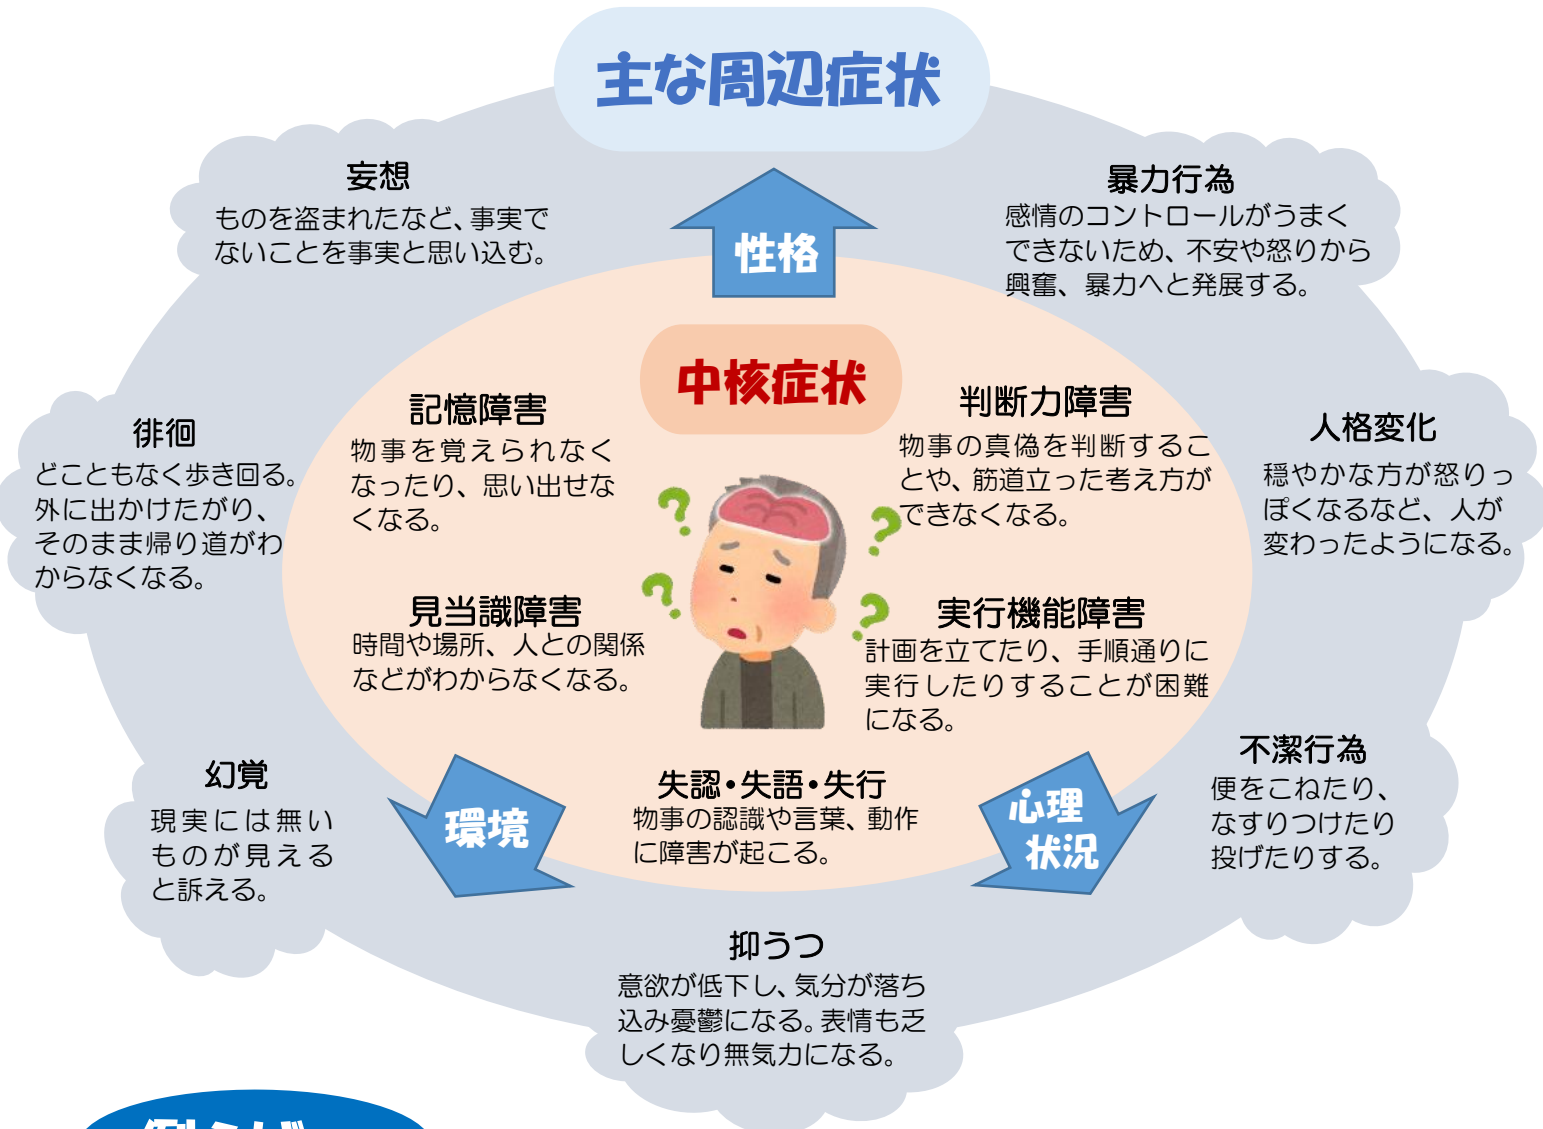 主な周辺症状
妄想
ものを盗まれたなど、事実で
ないことを事実と思い込む。
性格
暴力行為
感情のコントロールがうまく
できないため、不安や怒りから
興奮、暴力へと発展する。
中核症状
徘徊
どこともなく歩き回る。
外に出かけたがり、
そのまま帰り道がわ
からなくなる。
記憶障害
物事を覚えられなく
なったり、思い出せな
くなる。
判断力障害
物事の真偽を判断するこ
とや、筋道立った考え方が
できなくなる。
人格変化
穏やかな方が怒りっ
ぽくなるなど、人が
変わったようになる。
見当識障害
時間や場所、人との関係
などがわからなくなる。
? ? ? ?
実行機能障害
計画を立てたり、手順通りに
実行したりすることが困難
になる。
幻覚
現実には無い
ものが見える
と訴える。
環境
失認・失語・失行
物事の認識や言葉、動作
に障害が起こる。
心理
状況
不潔行為
便をこねたり、
なすりつけたり
投げたりする。
抑うつ
意欲が低下し、気分が落ち
込み憂鬱になる。表情も乏
しくなり無気力になる。
例えば